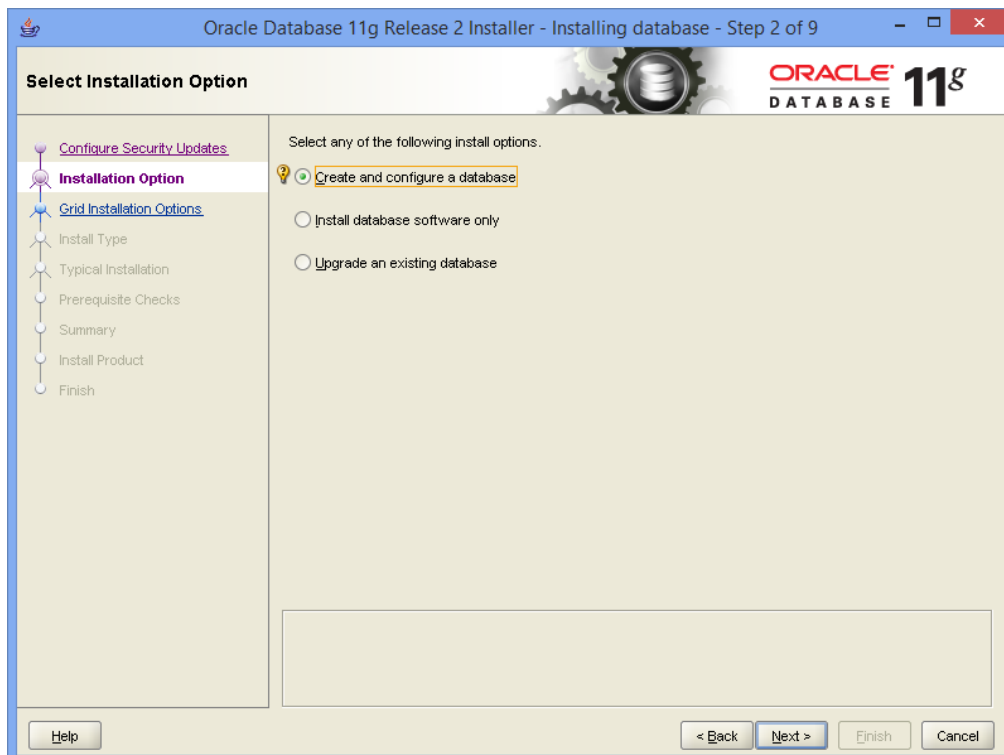 Oracle Database 11g Release 2 Installer - Installing database - Step 2 of 9
Select Installation Option
ORACLE
DATABASE
11g
Configure Security Updates
Installation Option
Grid Installation Options
Install Type
Typical Installation
Prerequisite Checks
Summary
Install Product
Finish
Select any of the following install options.
Create and configure a database
Install database software only
Upgrade an existing database
Help
< Back
Next >
Finish
Cancel